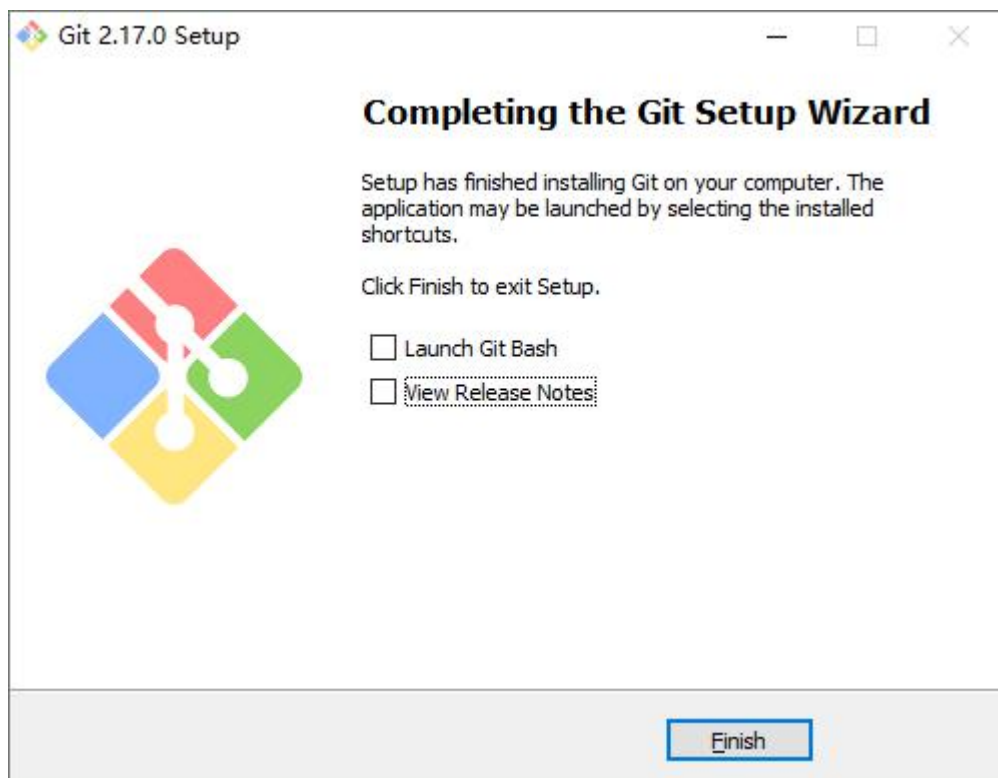 Git 2.17.0 Setup
Completing the Git Setup Wizard
Setup has finished installing Git on your computer. The
application may be launched by selecting the installed
shortcuts.
Click Finish to exit Setup.
Launch Git Bash
View Release Notes
Finish